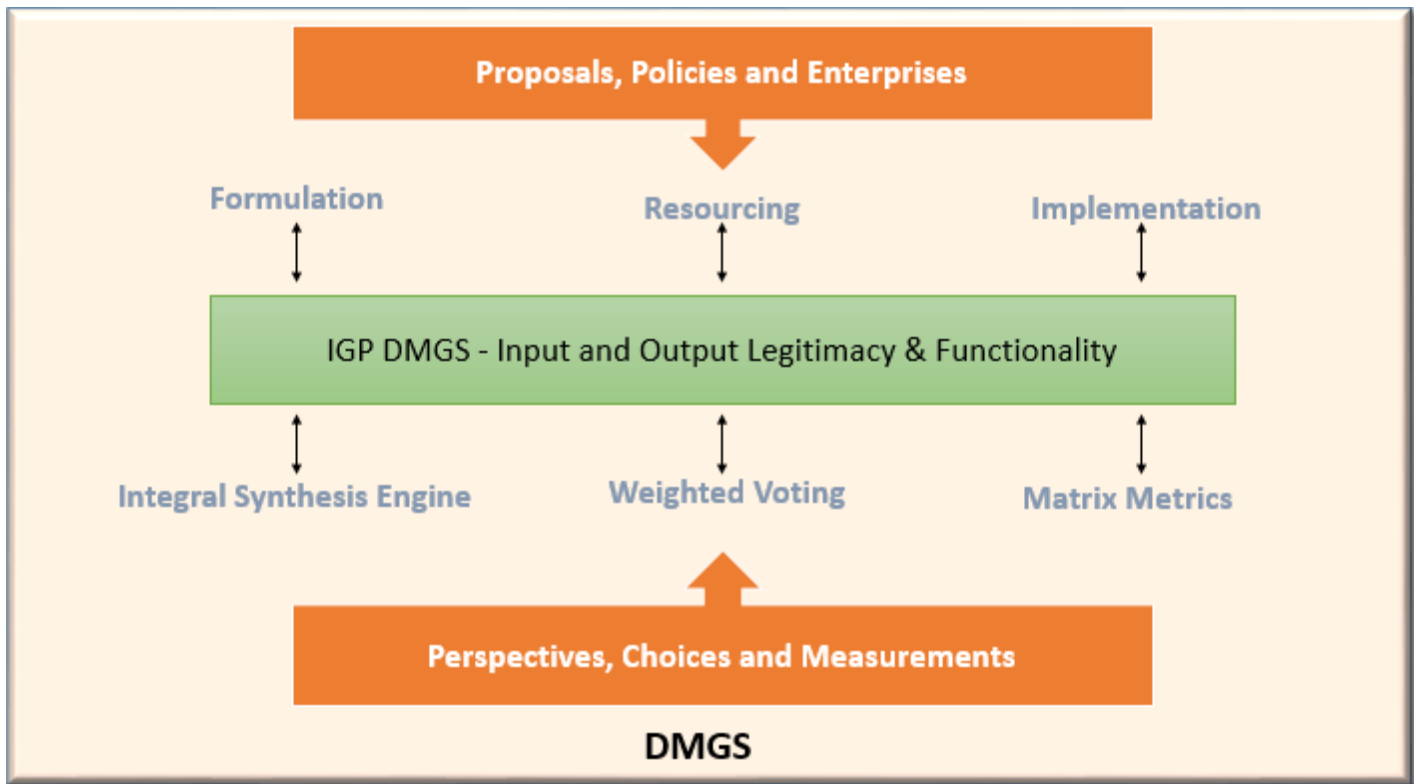 Proposals, Policies and Enterprises
Formulation
Resourcing
Implementation
IGP DMGS - Input and Output Legitimacy & Functionality
Integral Synthesis Engine
Weighted Voting
Matrix Metrics
Perspectives, Choices and Measurements
DMGS